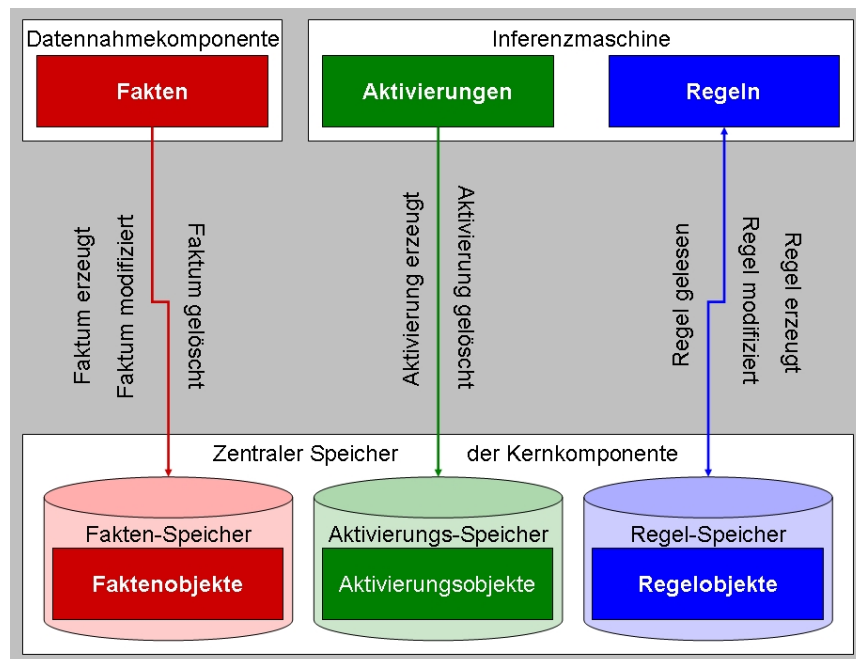 Datennahmekomponente
Inferenzmaschine
Fakten
Aktivierungen
Regeln
Faktum erzeugt
Faktum modifiziert
Faktum gelöscht
Aktivierung erzeugt
Aktivierung gelöscht
Regel gelesen
Regel modifiziert
Regel erzeugt
Zentraler Speicher der Kernkomponente
Fakten-Speicher
Aktivierungs-Speicher
Regel-Speicher
Faktenobjekte
Aktivierungsobjekte
Regelobjekte